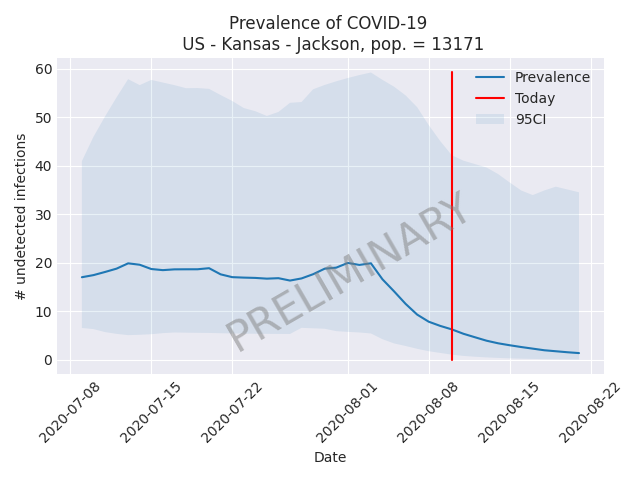 Prevalence of COVID-19
US - Kansas - Jackson, pop. = 13171
# undetected infections
60
50
40
30
20
10
0
Prevalence
Today
95CI
PRELIMINARY
2020-07-08
2020-07-15
2020-07-22
2020-08-01
2020-08-08
2020-08-15
2020-08-22
Date